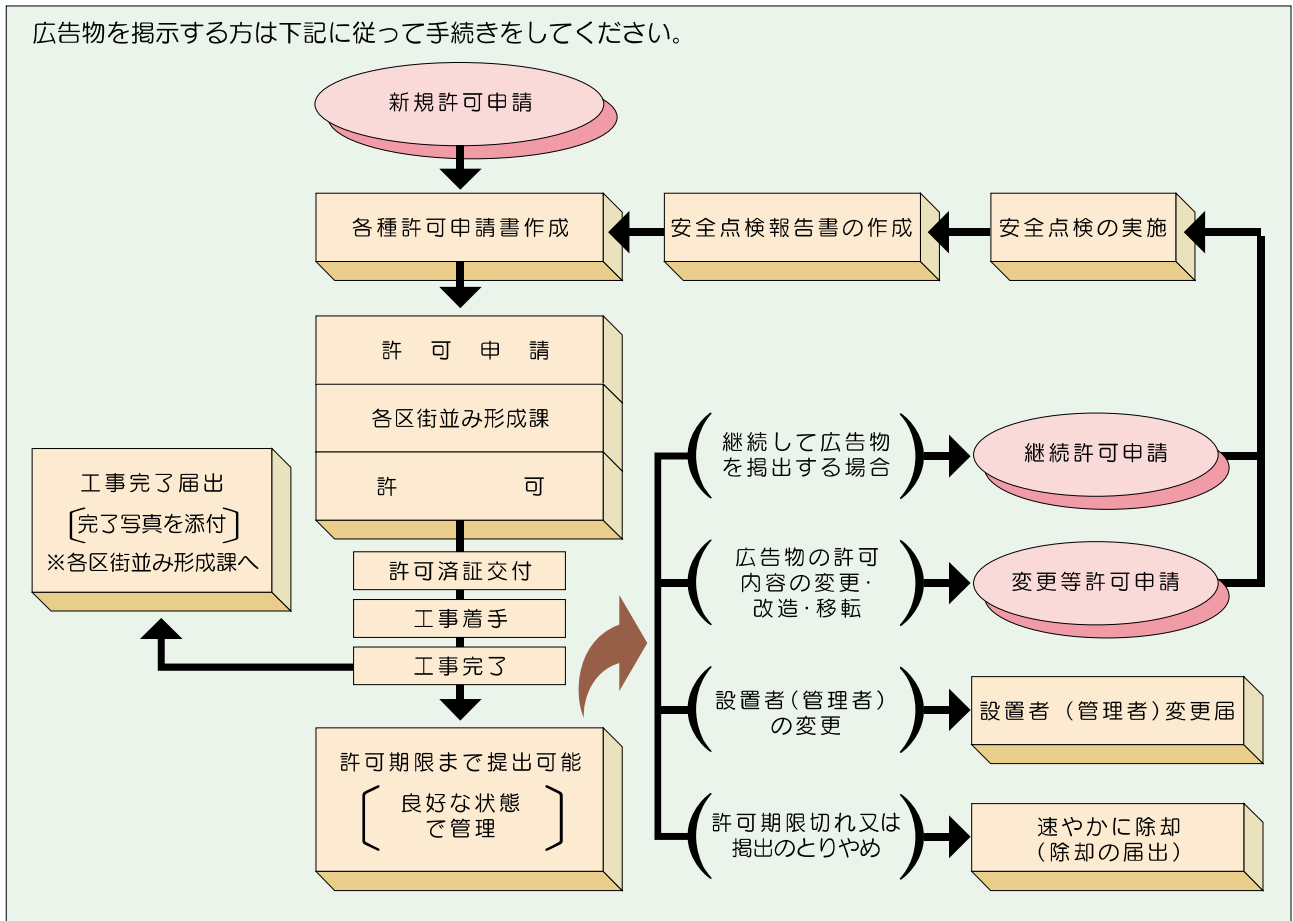 広告物を掲示する方は下記に従って手続きをしてください。
新規許可申請
各種許可申請書作成
安全点検報告書の作成
安全点検の実施
許可申請
各区街並み形成課
許可
工事完了届出
〔完了写真を添付〕
※各区街並み形成課へ
許可済証交付
工事着手
工事完了
許可期限まで提出可能
良好な状態
で管理
継続して広告物
を掲出する場合
継続許可申請
広告物の許可
内容の変更・
改造・移転
変更等許可申請
設置者(管理者)
の変更
設置者(管理者)変更届
許可期限切れ又は
掲出のとりやめ
速やかに除却
(除却の届出)